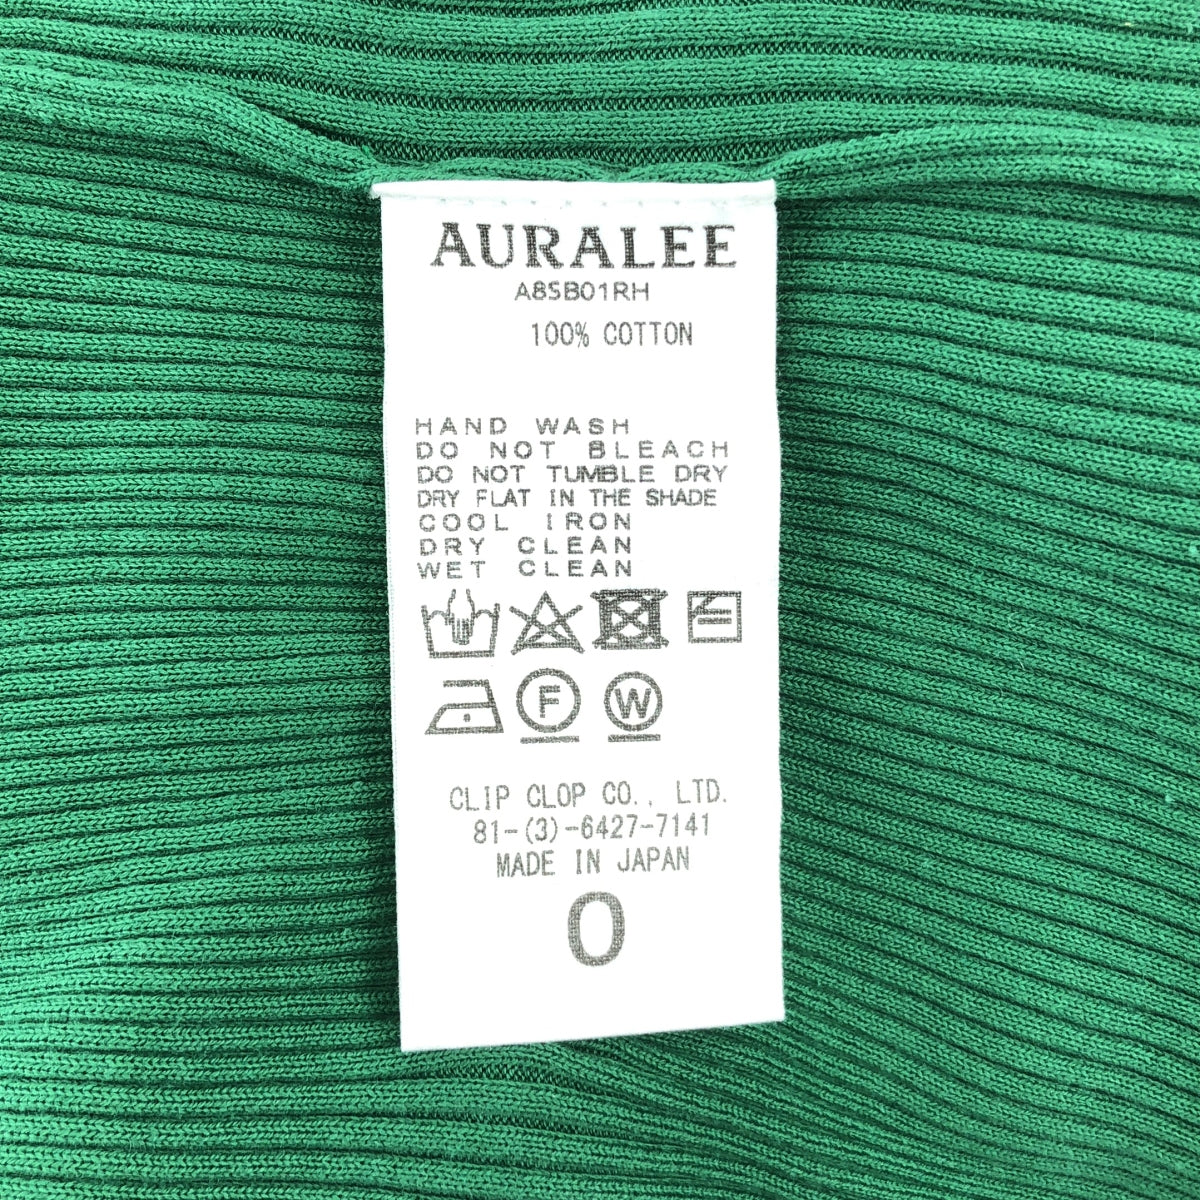 AURALEE
A8SB01RH
100% COTTON
HAND WASH
DO NOT BLEACH
DO NOT TUMBLE DRY
DRY FLAT IN THE SHADE
COOL IRON
DRY CLEAN
WET CLEAN
F W
CLIP CLOP CO., LTD.
81-(3)-6427-7141
MADE IN JAPAN
0